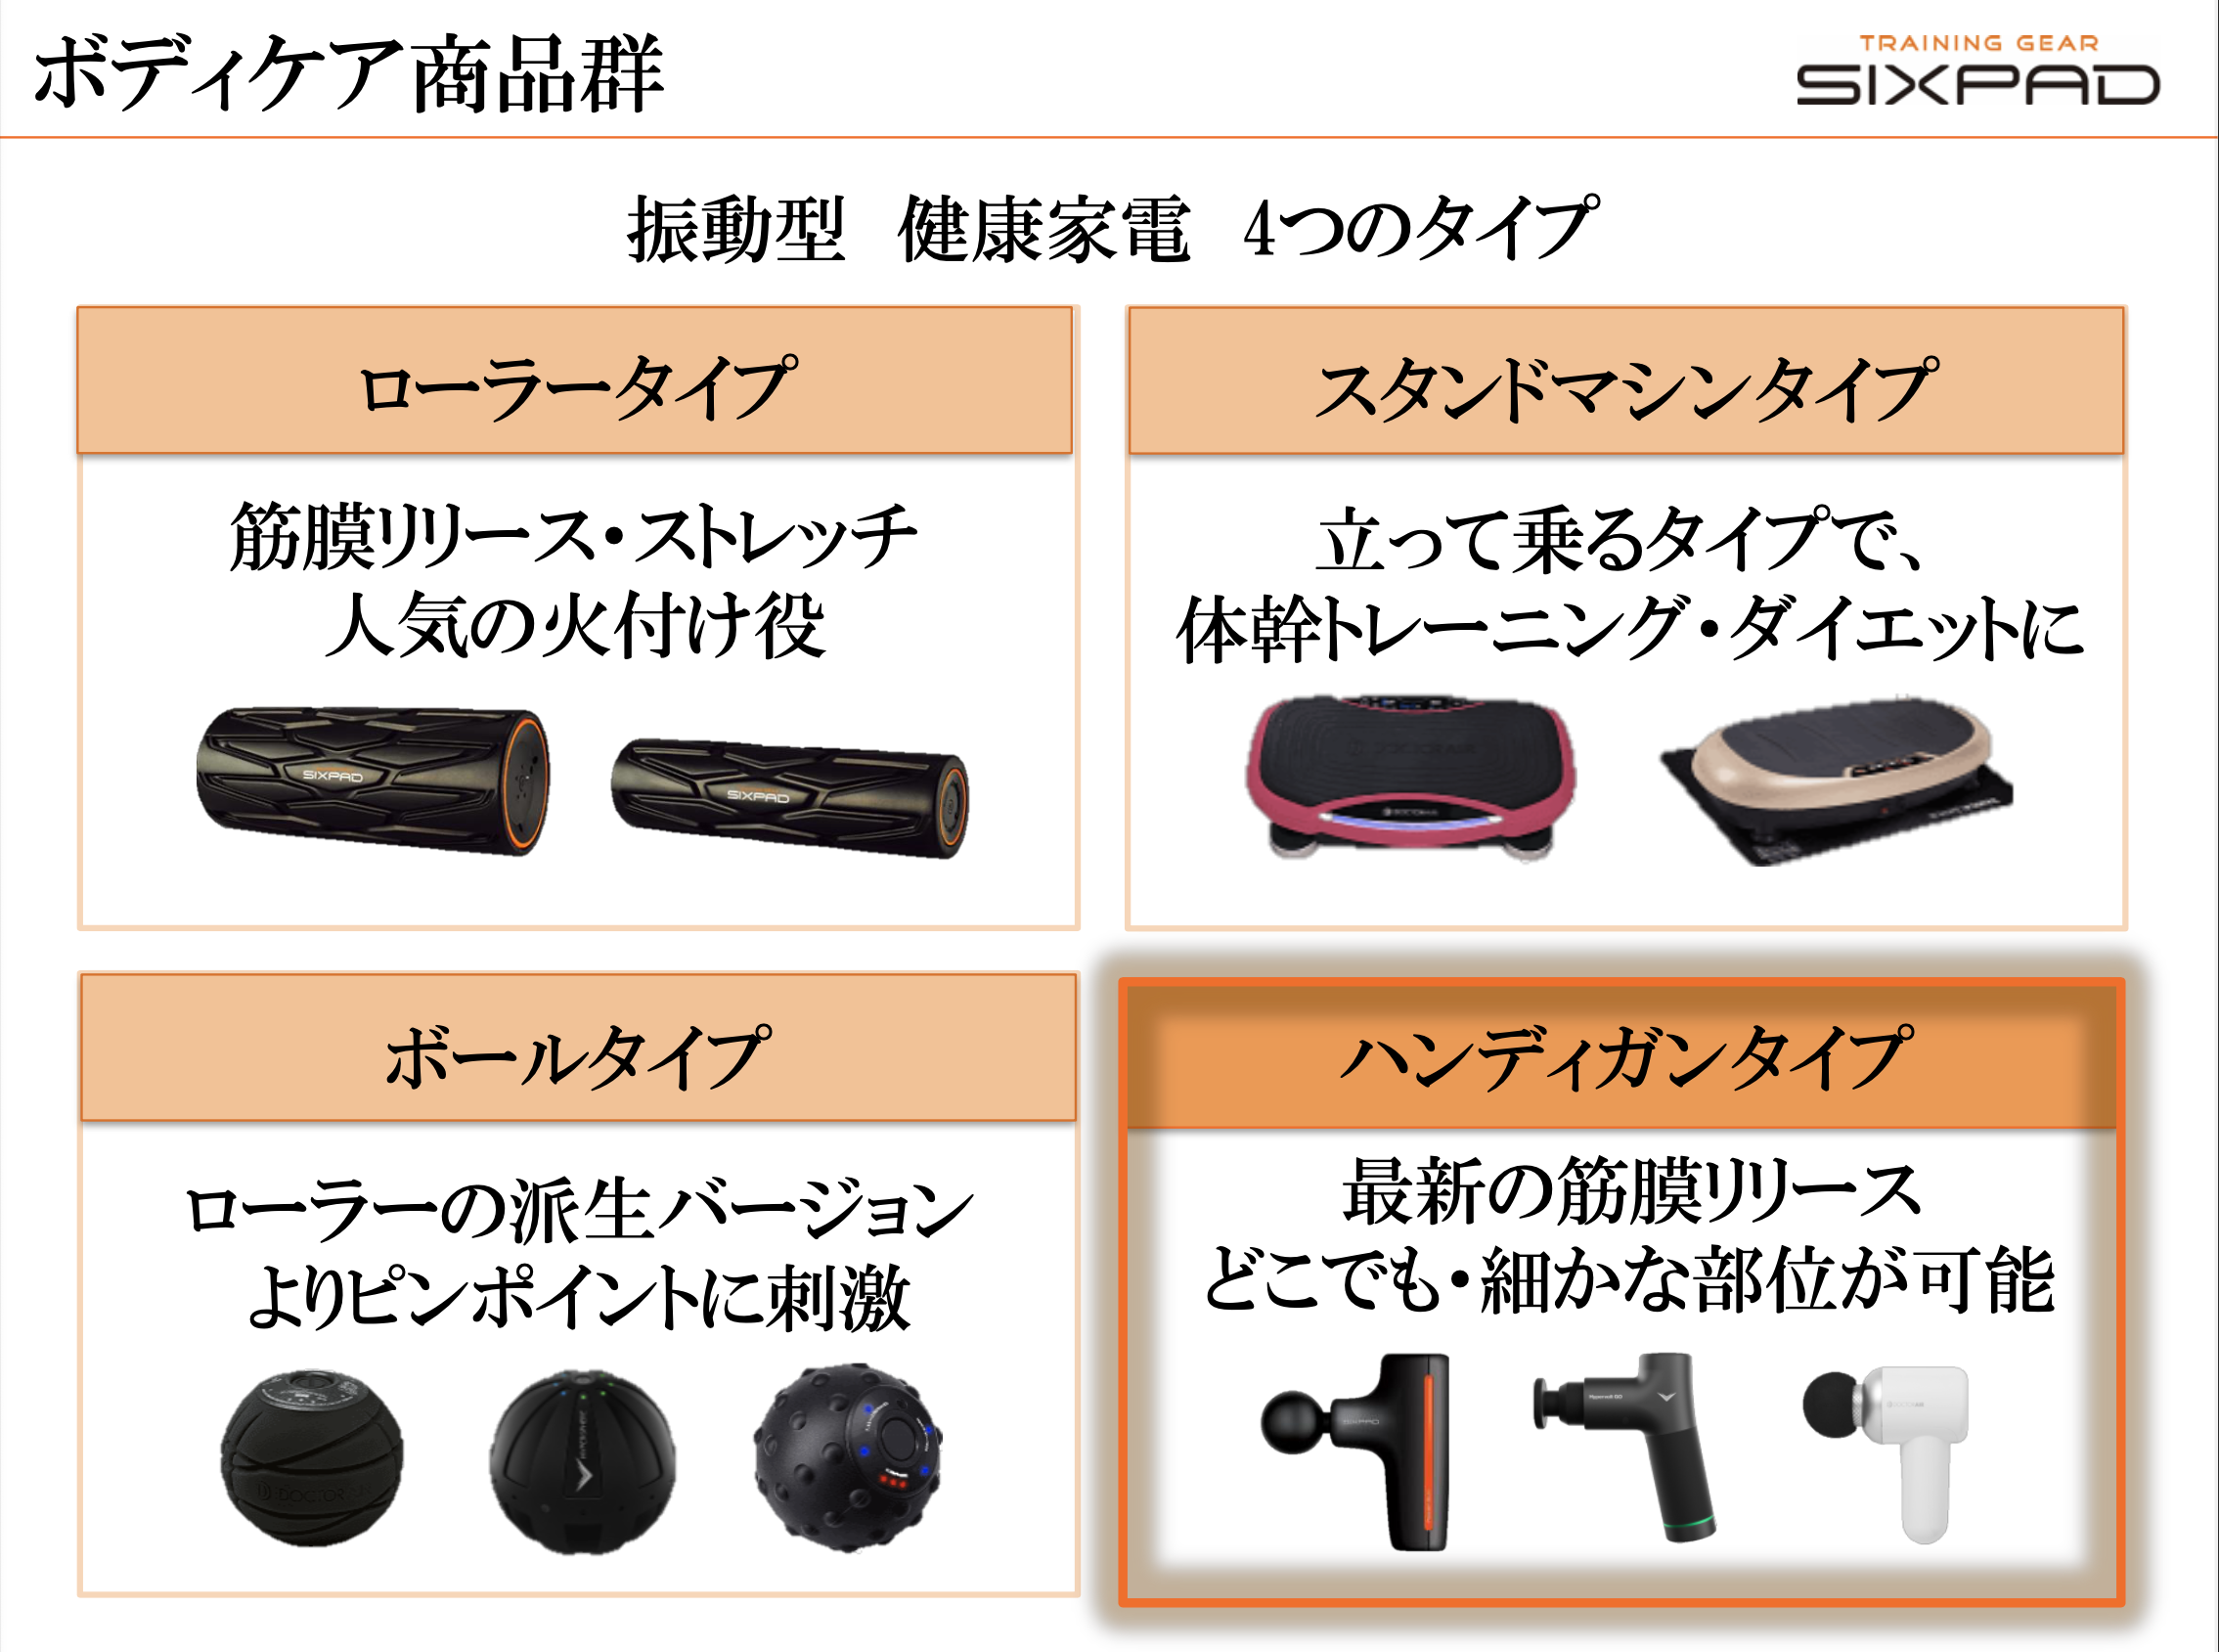 ボディケア商品群
TRAINING GEAR
SIXPAD
振動型　健康家電　4つのタイプ
ローラータイプ
筋膜リリース・ストレッチ
人気の火付け役
SIXPAD
SIXPAD
スタンドマシンタイプ
立って乗るタイプで、
体幹トレーニング・ダイエットに
ボールタイプ
ローラーの派生バージョン
よりピンポイントに刺激
DOCTOR
ハンディガンタイプ
最新の筋膜リリース
どこでも・細かな部位が可能
SIXPAD